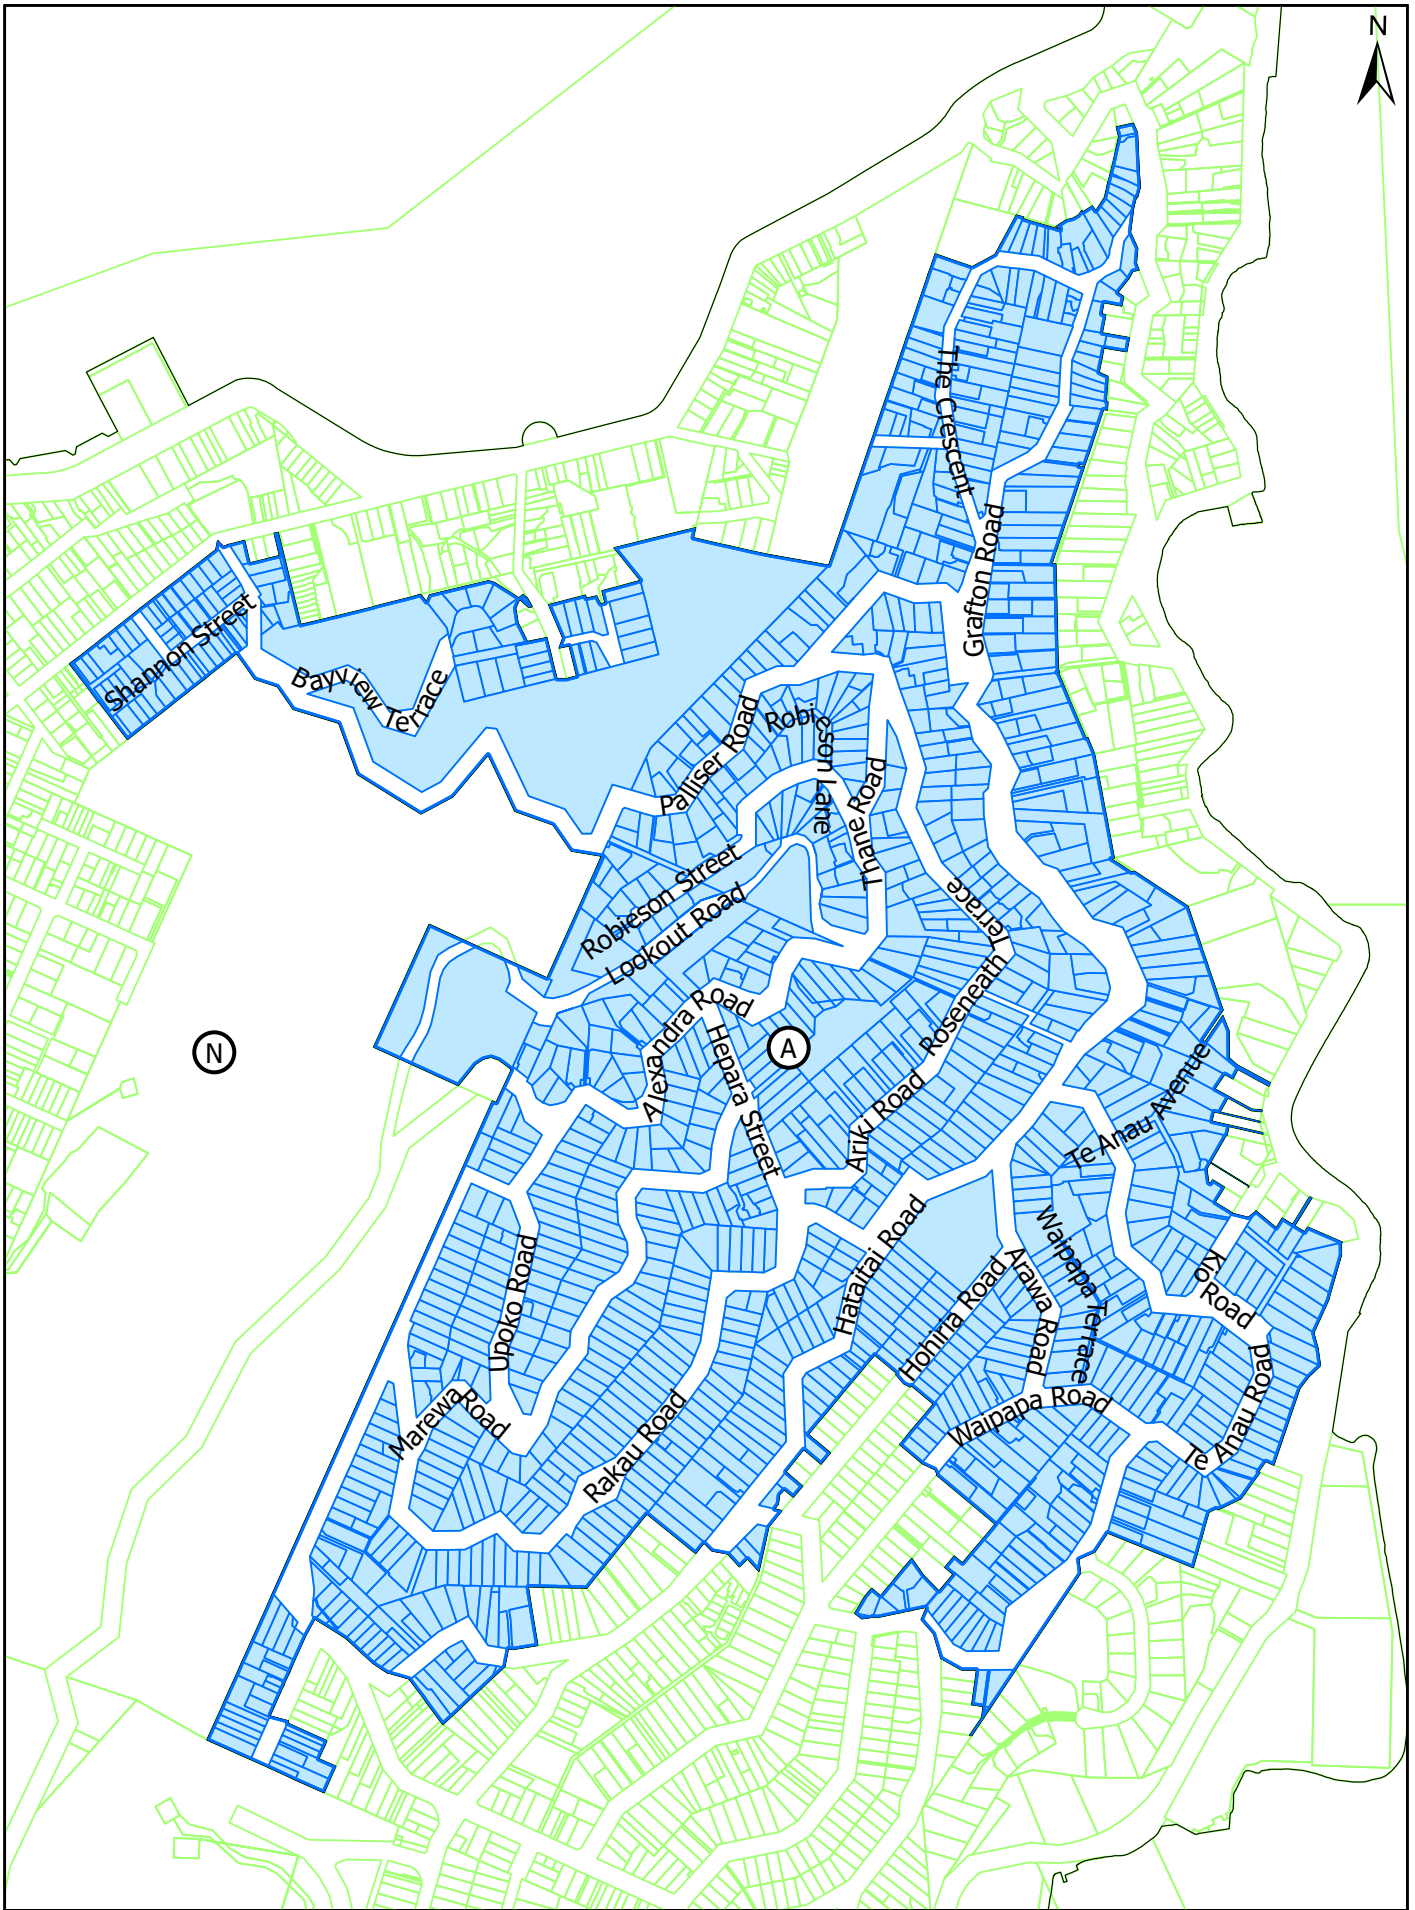 N
The Crescent
Grafton Road
Shannon Street
Bayview Terrace
Palliser Road
Robieson Lane
Thane Road
Robieson Street
Lookout Road
Terrace
Roseneath
Alexandra Road
Hepara Street
N
A
Ariki Road
Te Anau Avenue
Hataitai Road
Waipapa Terrace
Kio Road
Upoko Road
Hohiria Road
Arawa Road
Marewa Road
Rakau Road
Waipapa Road
Te Anau Road